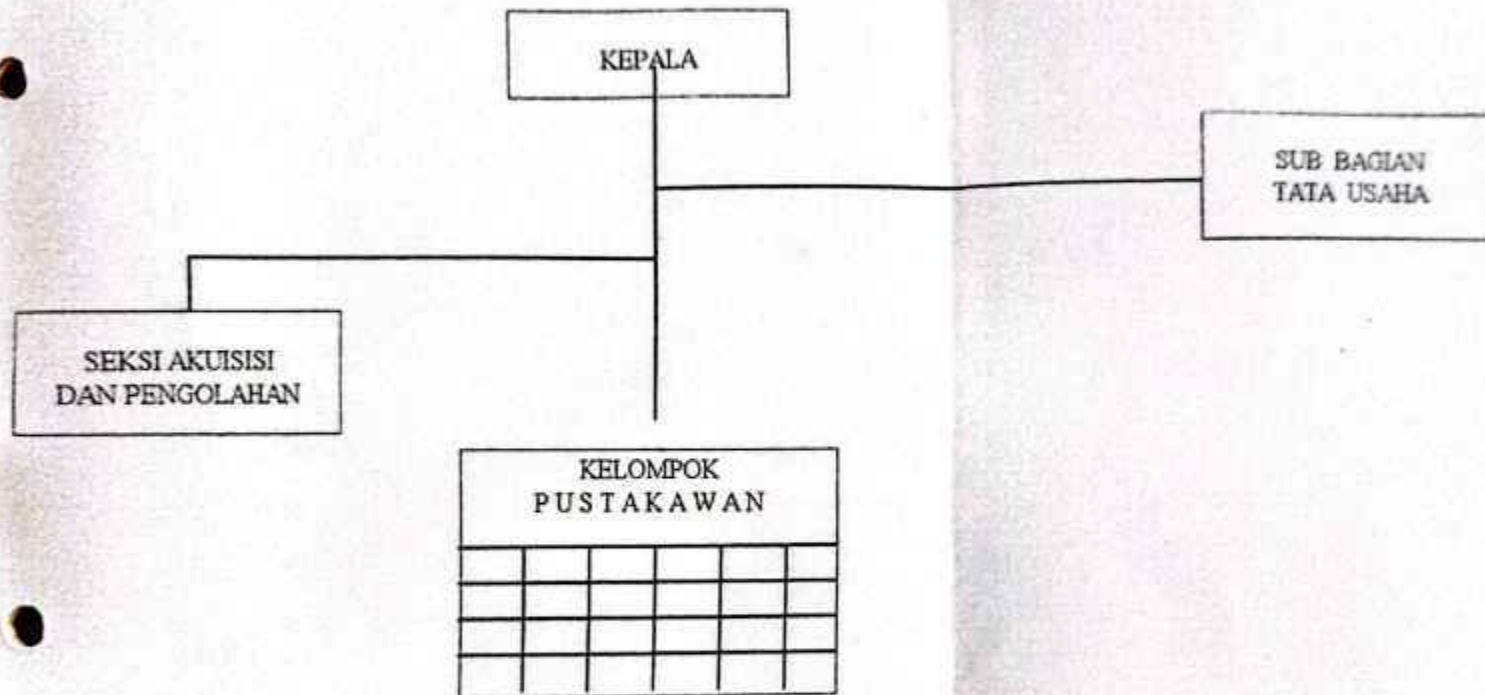 KEPALA
SUB BAGIAN
TATA USAHA
SEKSI AKUISISI
DAN PENGOLAHAN
KELOMPOK
PUSTAKAWAN